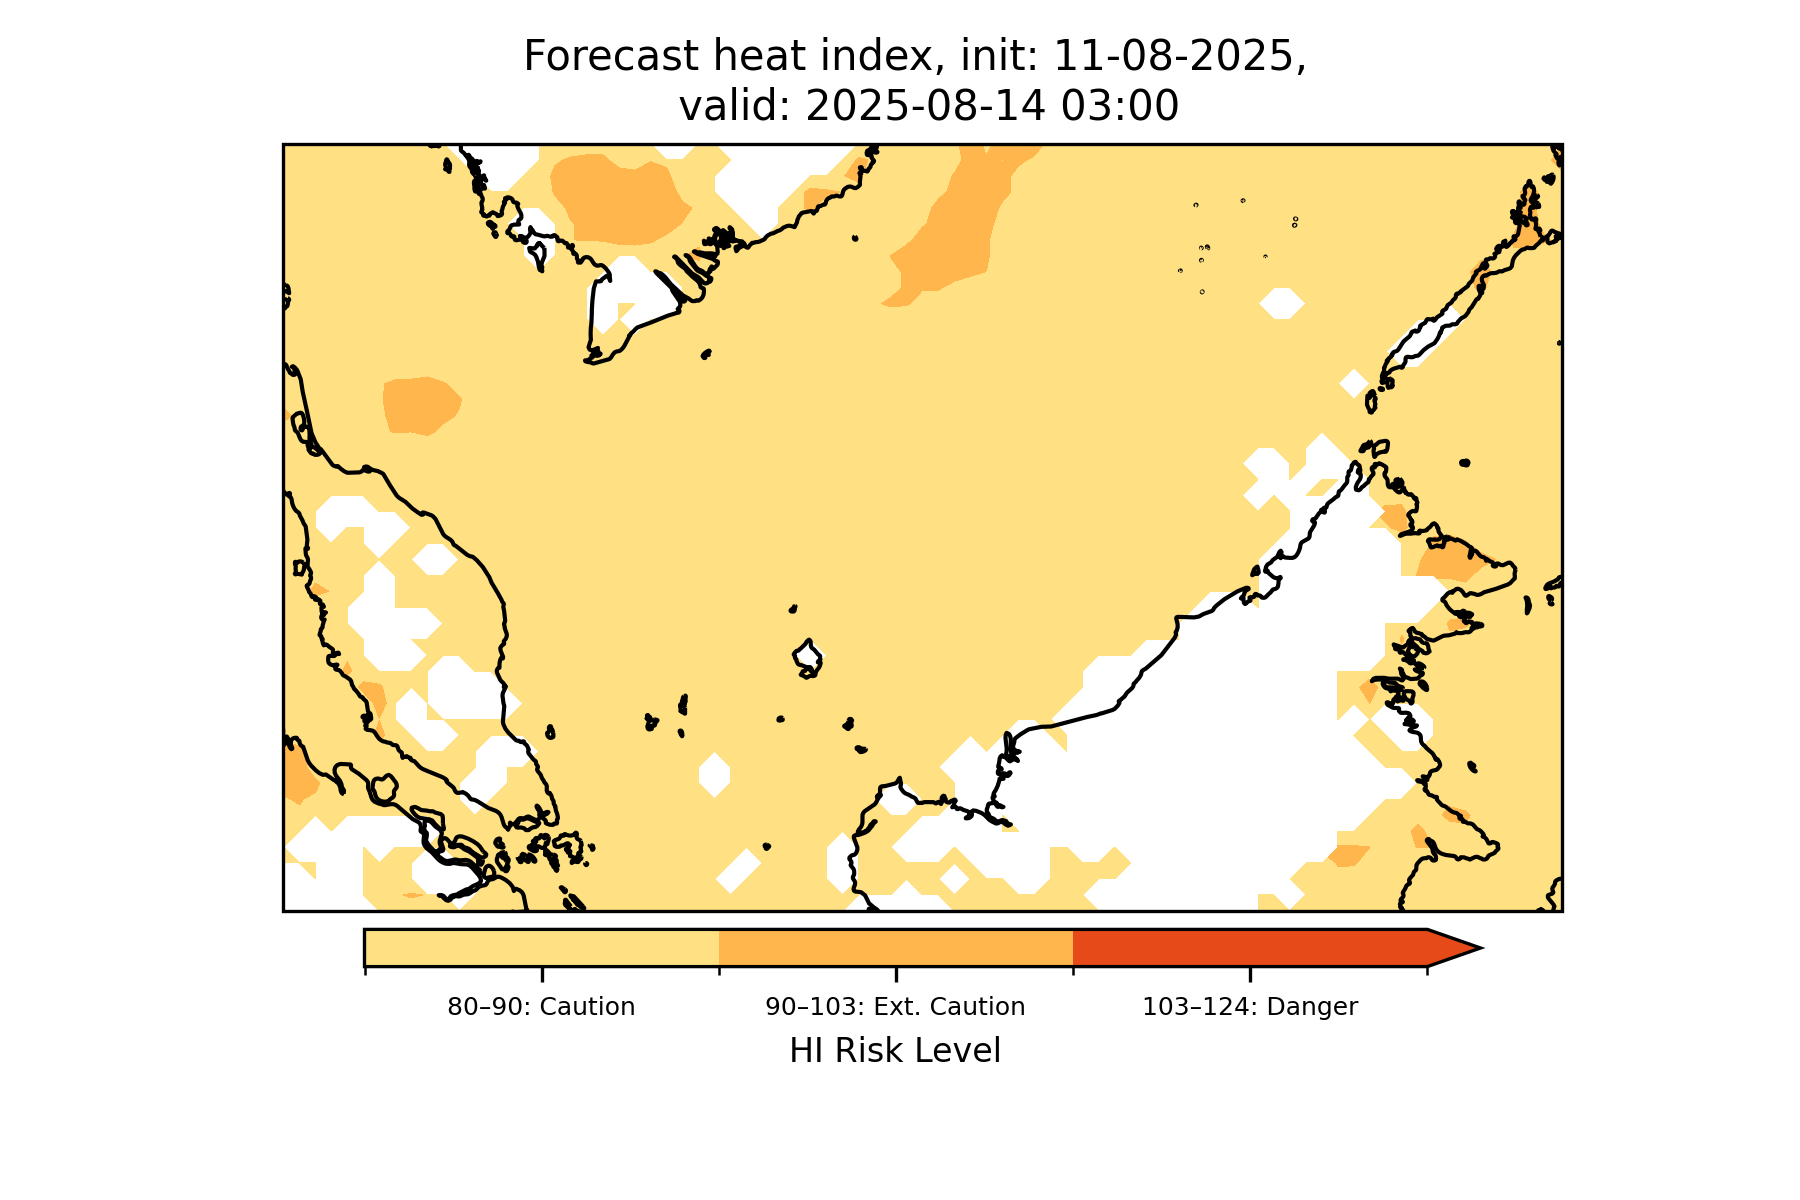 Forecast heat index, init: 11-08-2025,
valid: 2025-08-14 03:00
80–90: Caution
90–103: Ext. Caution
103–124: Danger
HI Risk Level